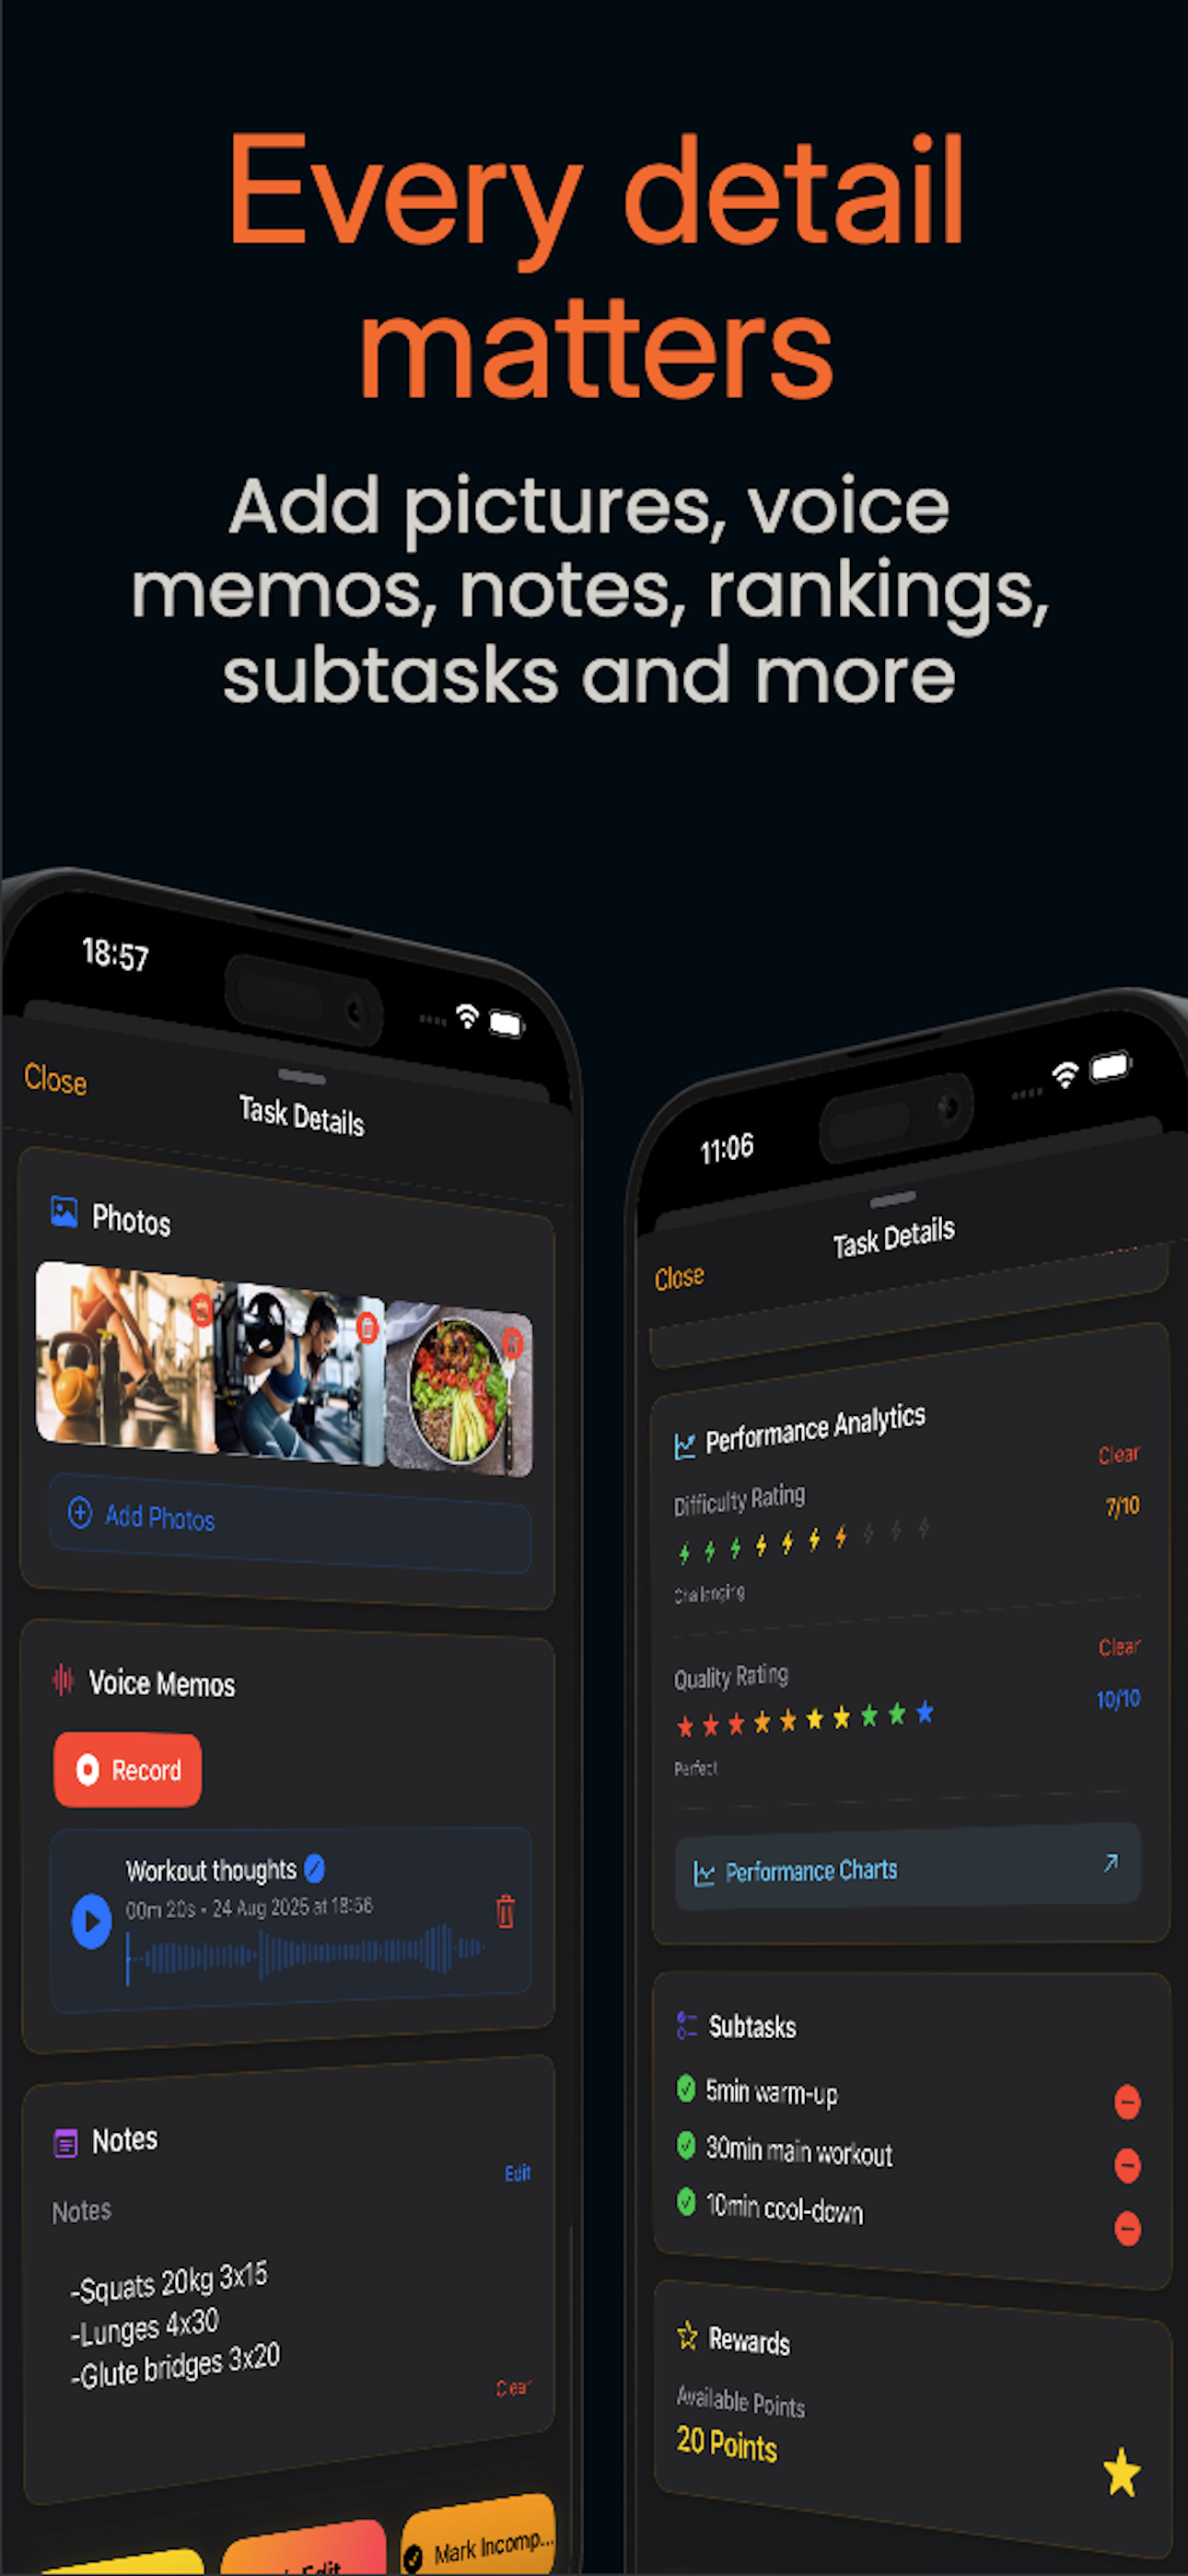 Every detail
matters
Add pictures, voice
memos, notes, rankings,
subtasks and more
18:57
Close
Task Details
Photos
Add Photos
Voice Memos
Record
Workout thoughts
00m 20s • 24 Aug 2025 at 18:56
Notes
Edit
Notes
-Squats 20kg 3x15
-Lunges 4x30
-Glute bridges 3x20
Clear
Edit
Mark Incomp...
11:06
Task Details
Close
Performance Analytics
Clear
Difficulty Rating
7/10
Challenging
Clear
Quality Rating
10/10
Perfect
Performance Charts
Subtasks
5min warm-up
30min main workout
10min cool-down
Rewards
Available Points
20 Points